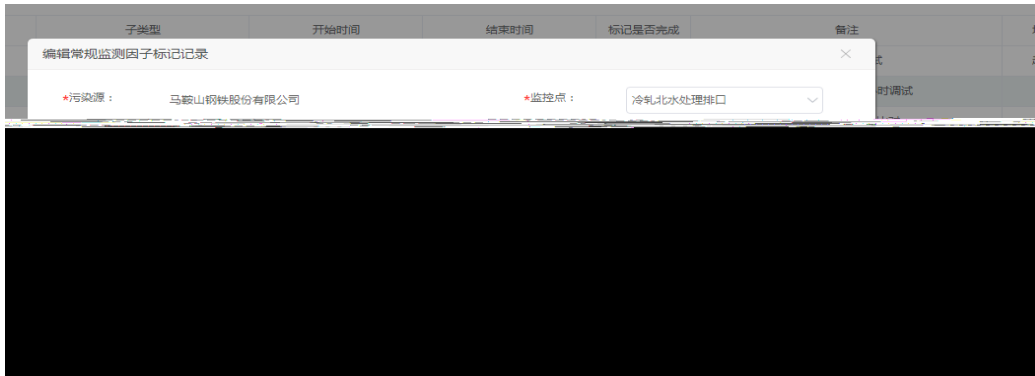 子类型 开始时间 结束时间 标记是否完成 备注
编辑常规监测因子标记记录
*污染源： 马鞍山钢铁股份有限公司 *监控点： 冷轧北水处理排口
时调试